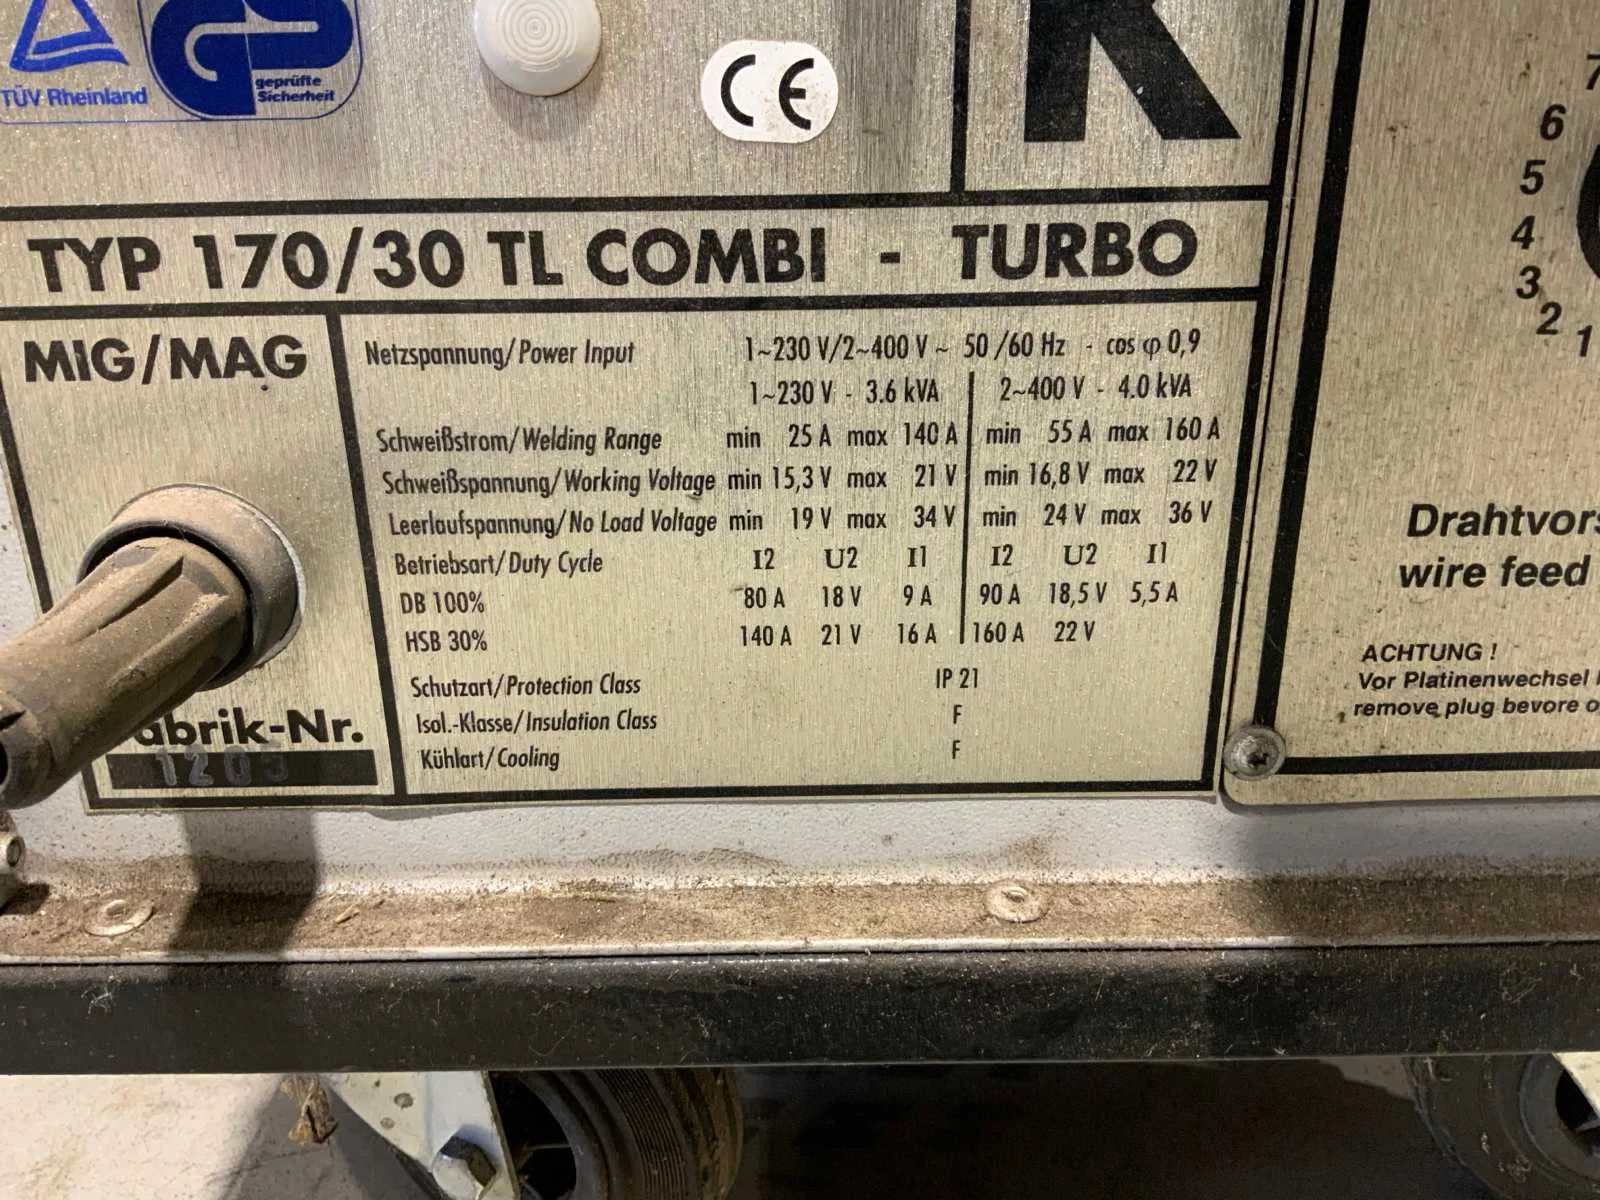 TÜV Rheinland
geprüfte
Sicherheit
CE
K
TYP 170/30 TL COMBI - TURBO
MIG/MAG
Netzspannung/Power Input 1~230 V/2~400 V ~ 50/60 Hz - cos φ 0,9
1~230 V - 3.6 kVA 2~400 V - 4.0 kVA
Schweißstrom/Welding Range min 25 A max 140 A min 55 A max 160 A
Schweißspannung/Working Voltage min 15,3 V max 21 V min 16,8 V max 22 V
Leerlaufspannung/No Load Voltage min 19 V max 34 V min 24 V max 36 V
Betriebsart/Duty Cycle I2 U2 I1 I2 U2 I1
DB 100% 80 A 18 V 9 A 90 A 18,5 V 5,5 A
HSB 30% 140 A 21 V 16 A 160 A 22 V
Schutzart/Protection Class IP 21
Isol.-Klasse/Insulation Class F
Kühlart/Cooling F
abrik-Nr.
1205
7
6
5
4
3
2
1
Drahtvors
wire feed
ACHTUNG !
Vor Platinenwechsel
remove plug bevore